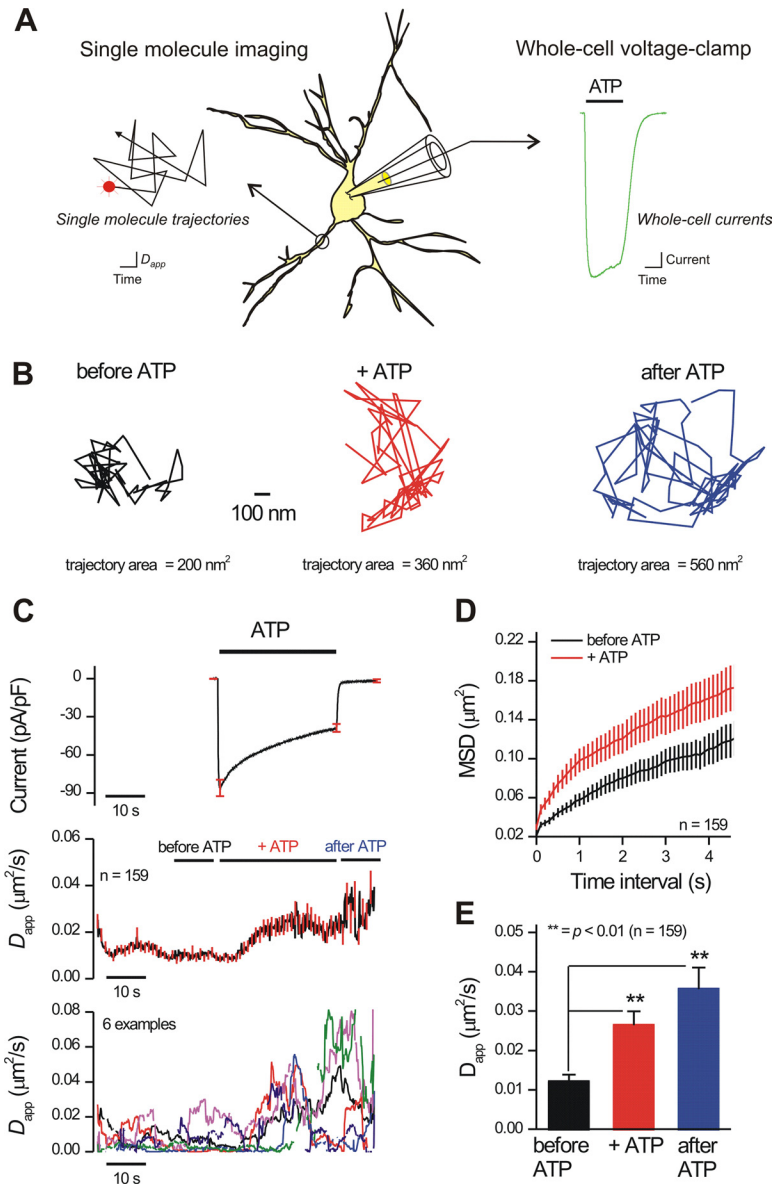 A
Single molecule imaging
Whole-cell voltage-clamp
ATP
Single molecule trajectories
Whole-cell currents
D_app
Time
Current
Time
B
before ATP
+ ATP
after ATP
100 nm
trajectory area = 200 nm²
trajectory area = 360 nm²
trajectory area = 560 nm²
C
ATP
Current (pA/pF)
0
-30
-60
-90
10 s
D_app (μm²/s)
0.06
0.04
0.02
0.00
n = 159
before ATP
+ ATP
after ATP
10 s
D_app (μm²/s)
0.08
0.06
0.04
0.02
0.00
6 examples
10 s
D
MSD (μm²)
0.22
0.18
0.14
0.10
0.06
0.02
before ATP
+ ATP
n = 159
0 1 2 3 4
Time interval (s)
E
D_app (μm²/s)
0.05
0.04
0.03
0.02
0.01
0.00
** = p < 0.01 (n = 159)
**
**
before ATP
+ ATP
after ATP